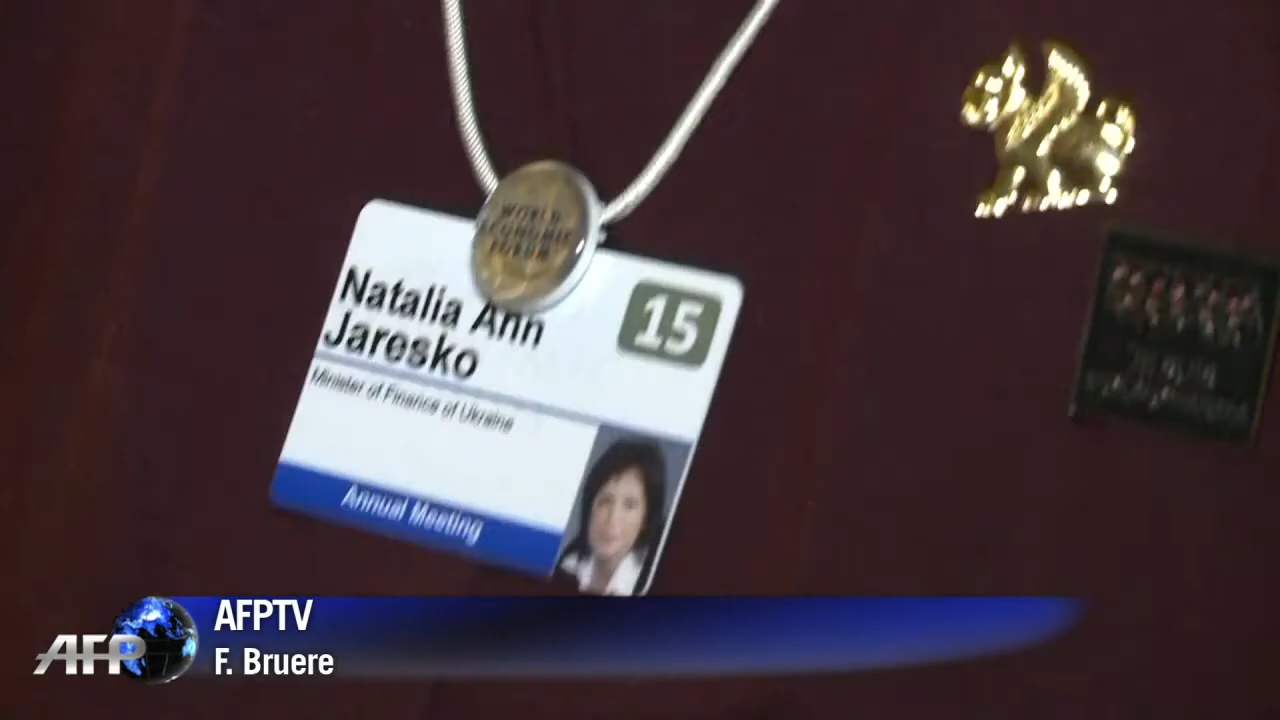 WORLD
ECONOMIC
FORUM
Natalia Ann
Jaresko
15
Minister of Finance of Ukraine
Annual Meeting
AFPTV
AFP
F. Bruere